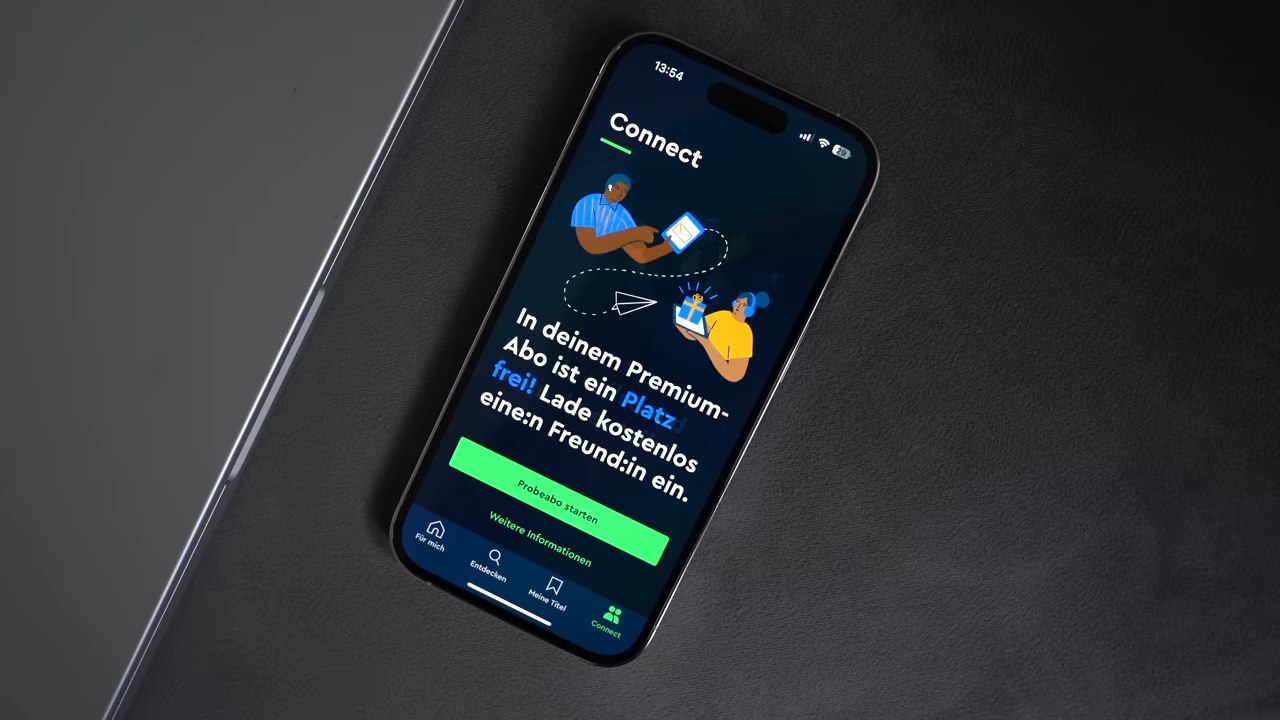 13:54
29
Connect
In deinem Premium-
Abo ist ein Platz
frei! Lade kostenlos
eine:n Freund:in ein.
Probeabo starten
Weitere Informationen
Für mich
Entdecken
Meine Titel
Connect